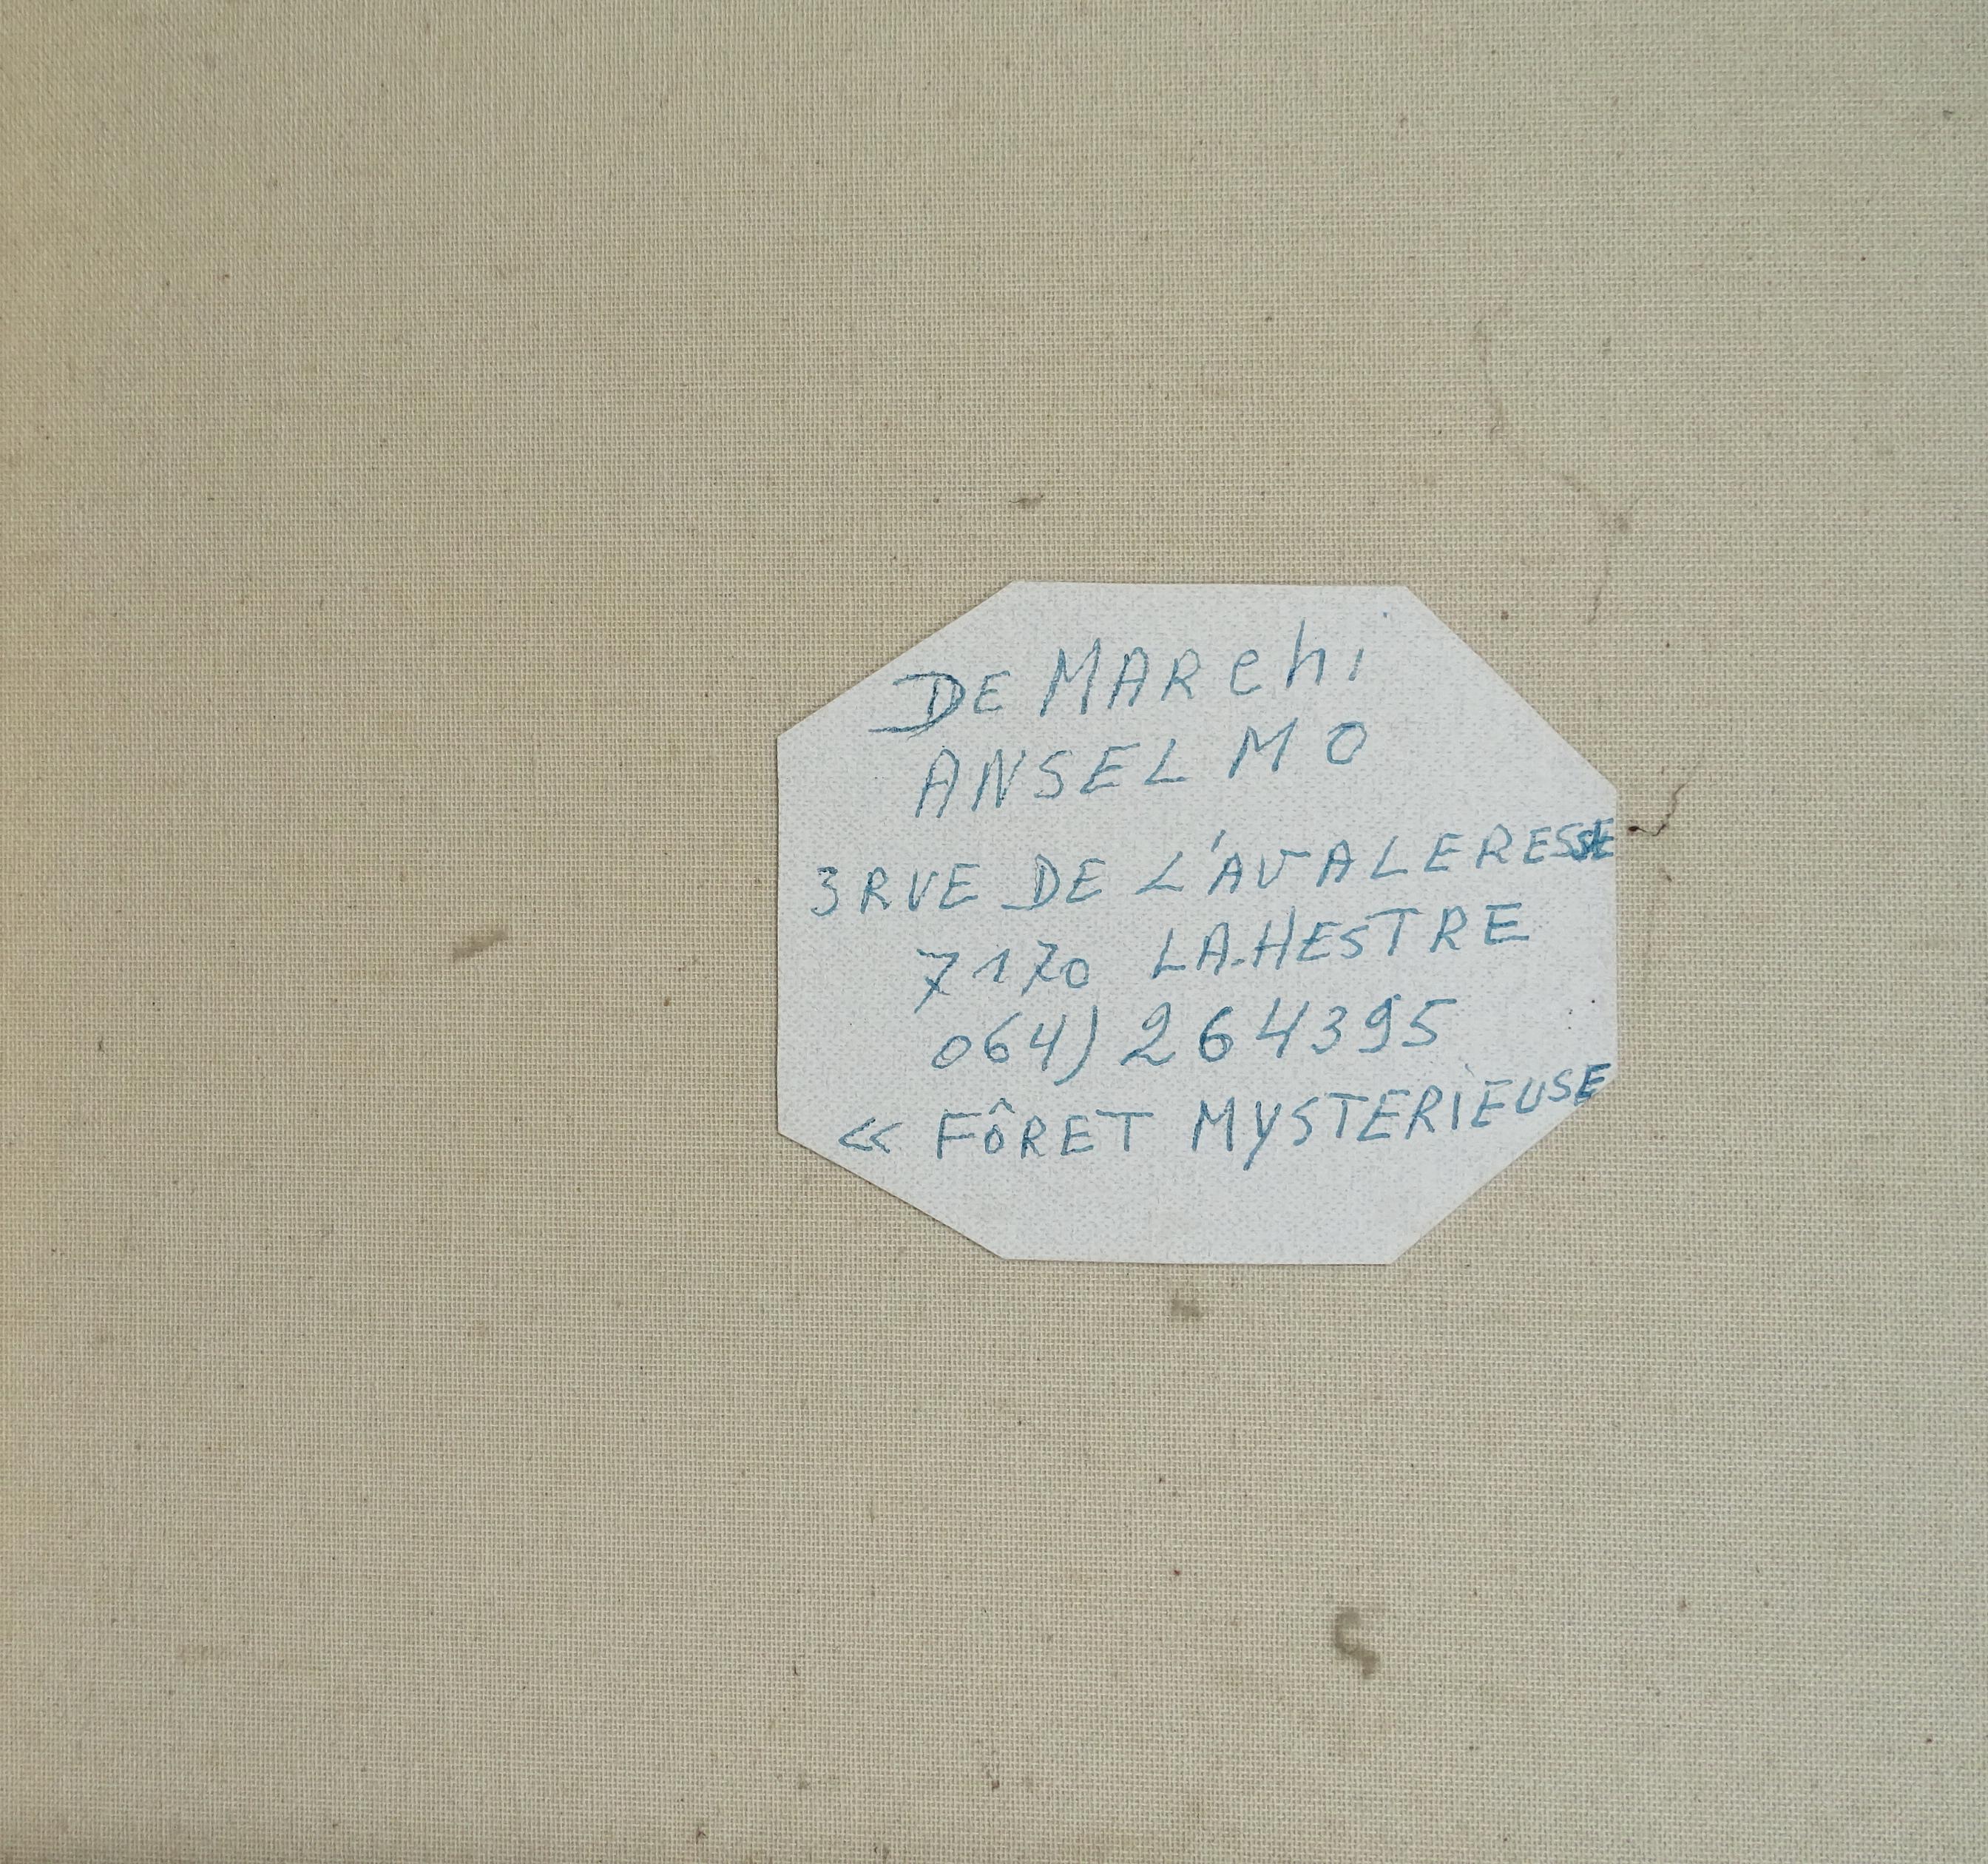 DE MARchi
ANSELMO
3 RUE DE L'AVALERESSE
7170 LA-HESTRE
064) 264395
<< FÔRET MYSTERIEUSE